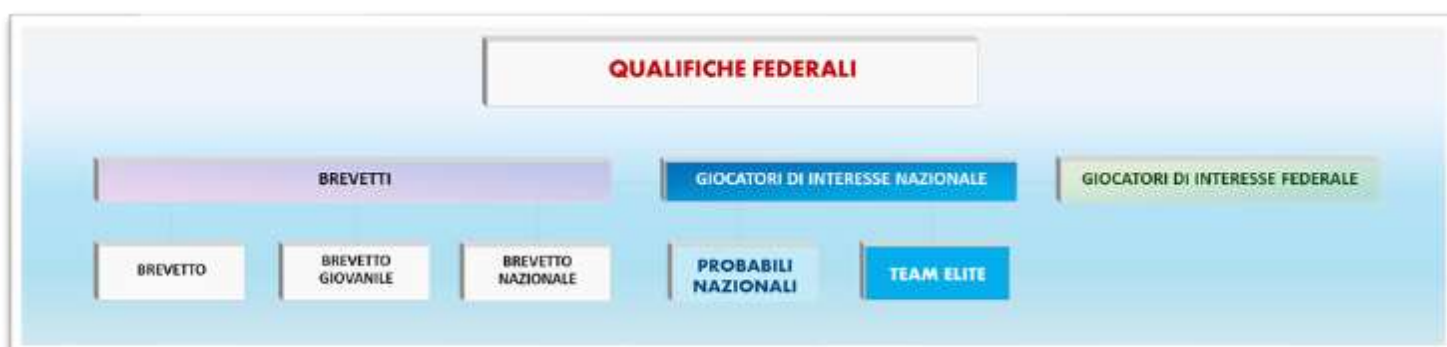 QUALIFICHE FEDERALI
BREVETTI
GIOCATORI DI INTERESSE NAZIONALE
GIOCATORI DI INTERESSE FEDERALE
BREVETTO
BREVETTO
GIOVANILE
BREVETTO
NAZIONALE
PROBABILI
NAZIONALI
TEAM ELITE